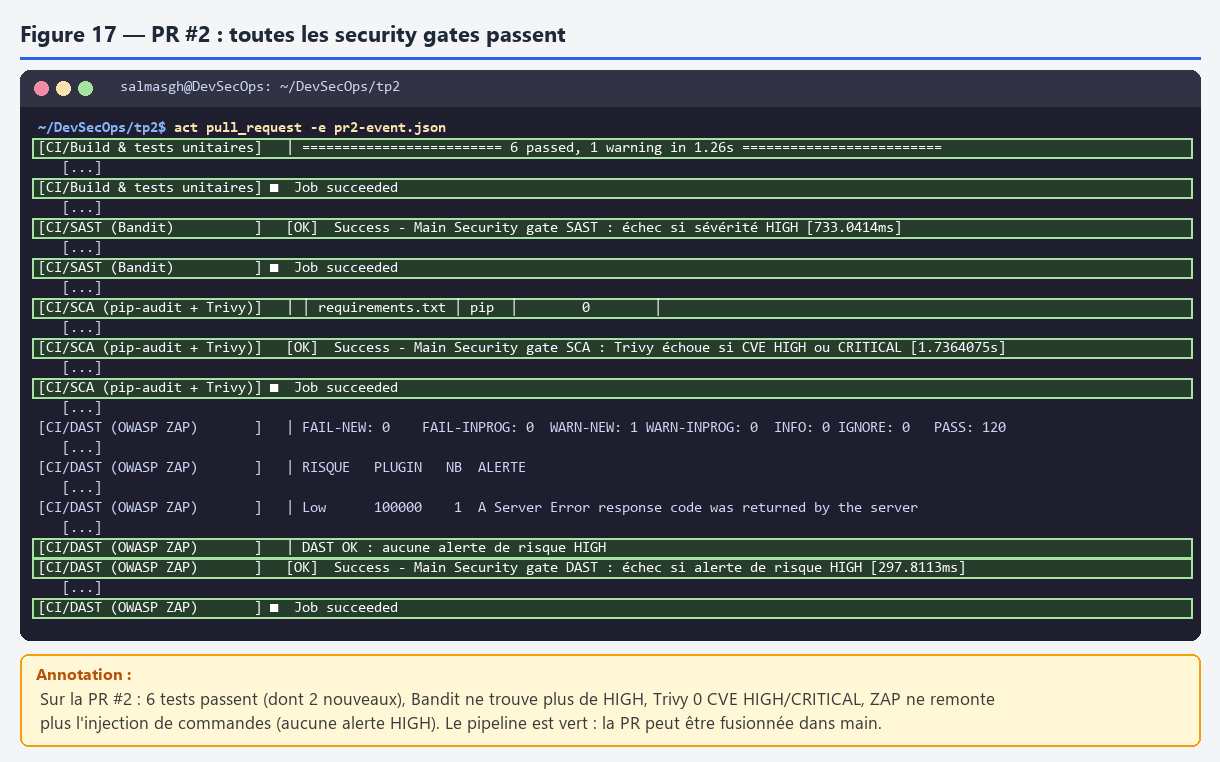 Figure 17 — PR #2 : toutes les security gates passent
salmasgh@DevSecOps: ~/DevSecOps/tp2
~/DevSecOps/tp2$ act pull_request -e pr2-event.json
[CI/Build & tests unitaires]   | ========================= 6 passed, 1 warning in 1.26s =========================
[...]
[CI/Build & tests unitaires] ■  Job succeeded
[...]
[CI/SAST (Bandit)          ]   [OK]  Success - Main Security gate SAST : échec si sévérité HIGH [733.0414ms]
[...]
[CI/SAST (Bandit)          ] ■  Job succeeded
[...]
[CI/SCA (pip-audit + Trivy)]   | │ requirements.txt │ pip  │        0        │
[...]
[CI/SCA (pip-audit + Trivy)]   [OK]  Success - Main Security gate SCA : Trivy échoue si CVE HIGH ou CRITICAL [1.7364075s]
[...]
[CI/SCA (pip-audit + Trivy)] ■  Job succeeded
[...]
[CI/DAST (OWASP ZAP)       ]   | FAIL-NEW: 0    FAIL-INPROG: 0  WARN-NEW: 1 WARN-INPROG: 0  INFO: 0 IGNORE: 0   PASS: 120
[...]
[CI/DAST (OWASP ZAP)       ]   | RISQUE   PLUGIN   NB  ALERTE
[...]
[CI/DAST (OWASP ZAP)       ]   | Low      100000    1  A Server Error response code was returned by the server
[...]
[CI/DAST (OWASP ZAP)       ]   | DAST OK : aucune alerte de risque HIGH
[CI/DAST (OWASP ZAP)       ]   [OK]  Success - Main Security gate DAST : échec si alerte de risque HIGH [297.8113ms]
[...]
[CI/DAST (OWASP ZAP)       ] ■  Job succeeded
Annotation :
Sur la PR #2 : 6 tests passent (dont 2 nouveaux), Bandit ne trouve plus de HIGH, Trivy 0 CVE HIGH/CRITICAL, ZAP ne remonte
plus l'injection de commandes (aucune alerte HIGH). Le pipeline est vert : la PR peut être fusionnée dans main.